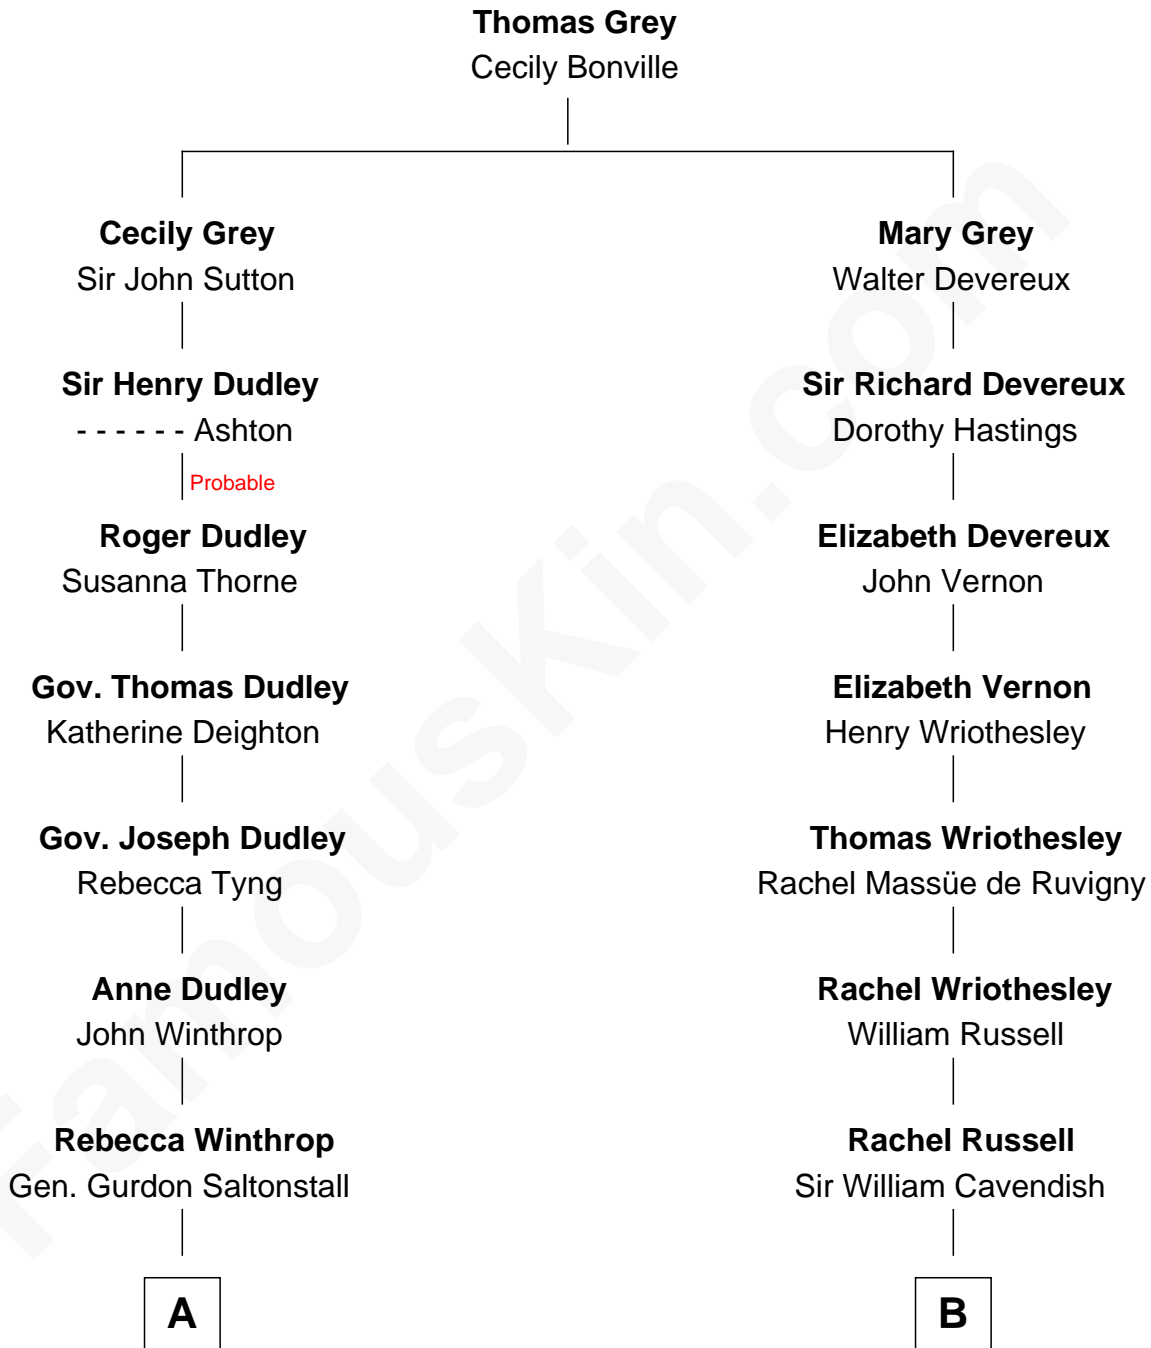 Thomas Grey
Cecily Bonville
Cecily Grey
Sir John Sutton
Sir Henry Dudley
- - - - - - Ashton
Probable
Roger Dudley
Susanna Thorne
Gov. Thomas Dudley
Katherine Deighton
Gov. Joseph Dudley
Rebecca Tyng
Anne Dudley
John Winthrop
Rebecca Winthrop
Gen. Gurdon Saltonstall
A
Mary Grey
Walter Devereux
Sir Richard Devereux
Dorothy Hastings
Elizabeth Devereux
John Vernon
Elizabeth Vernon
Henry Wriothesley
Thomas Wriothesley
Rachel Massüe de Ruvigny
Rachel Wriothesley
William Russell
Rachel Russell
Sir William Cavendish
B
FamousKin.com